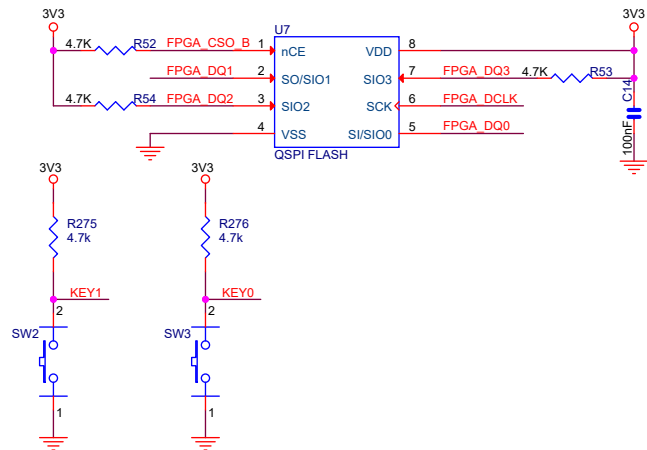 3V3
U7
3V3
4.7K
R52
FPGA_CSO_B
1
nCE
VDD
8
FPGA_DQ1
2
SO/SIO1
SIO3
7
FPGA_DQ3
4.7K
R53
4.7K
R54
FPGA_DQ2
3
SIO2
SCK
6
FPGA_DCLK
C14
100nF
4
VSS
SI/SIO0
5
FPGA_DQ0
QSPI FLASH
3V3
3V3
R275
4.7k
R276
4.7k
KEY1
KEY0
2
2
SW2
SW3
1
1